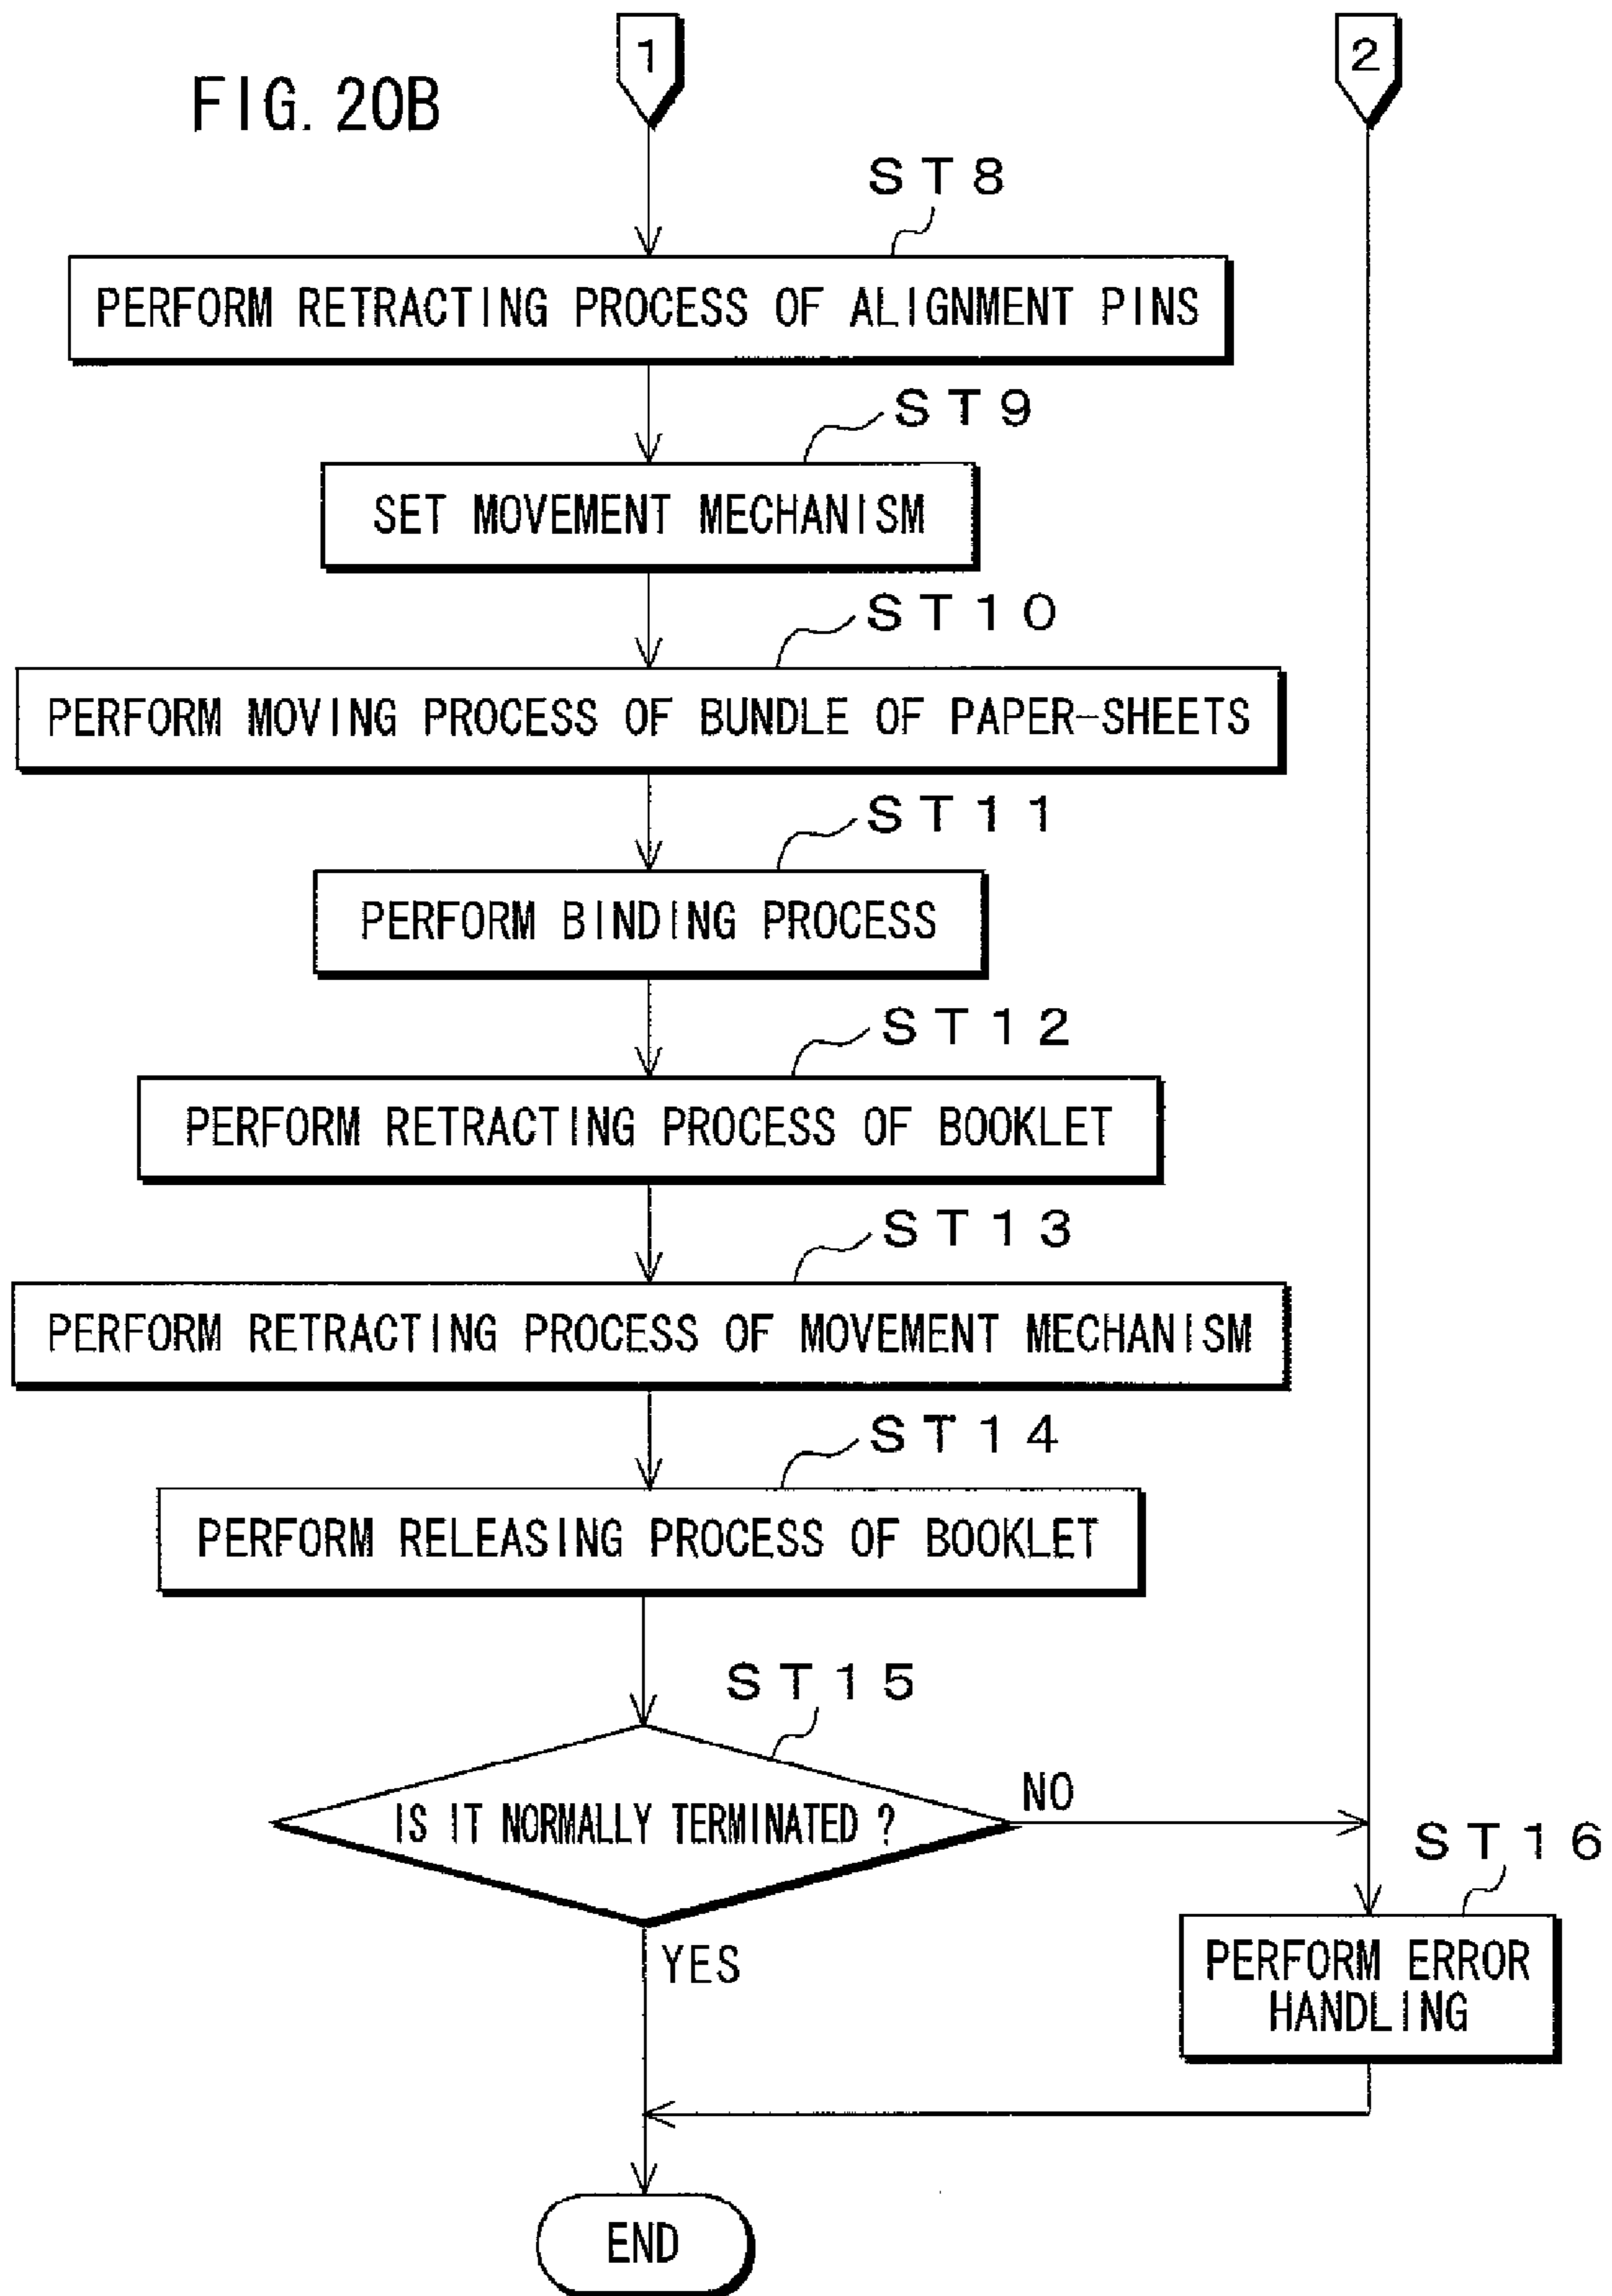 FIG. 20B
1
2
ST8
PERFORM RETRACTING PROCESS OF ALIGNMENT PINS
ST9
SET MOVEMENT MECHANISM
ST10
PERFORM MOVING PROCESS OF BUNDLE OF PAPER-SHEETS
ST11
PERFORM BINDING PROCESS
ST12
PERFORM RETRACTING PROCESS OF BOOKLET
ST13
PERFORM RETRACTING PROCESS OF MOVEMENT MECHANISM
ST14
PERFORM RELEASING PROCESS OF BOOKLET
ST15
IS IT NORMALLY TERMINATED ?
NO
YES
ST16
PERFORM ERROR
HANDLING
END